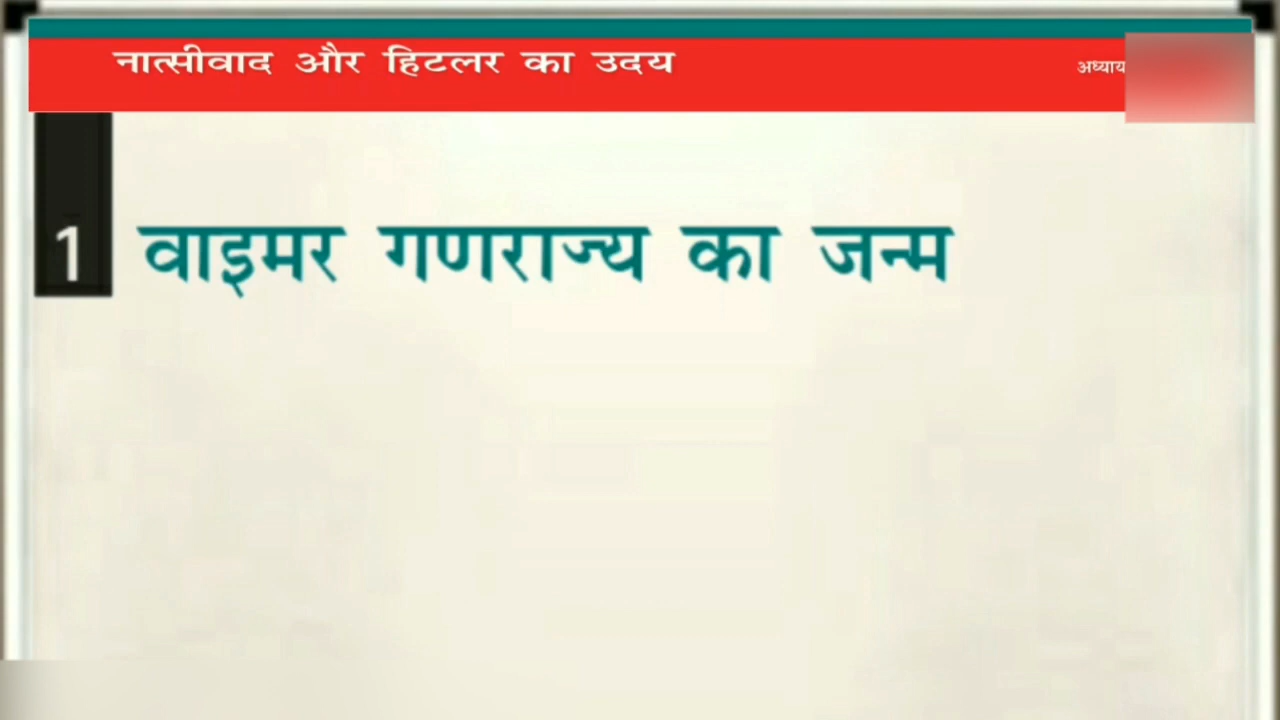 नात्सीवाद और हिटलर का उदय
अध्याय
1 वाइमर गणराज्य का जन्म